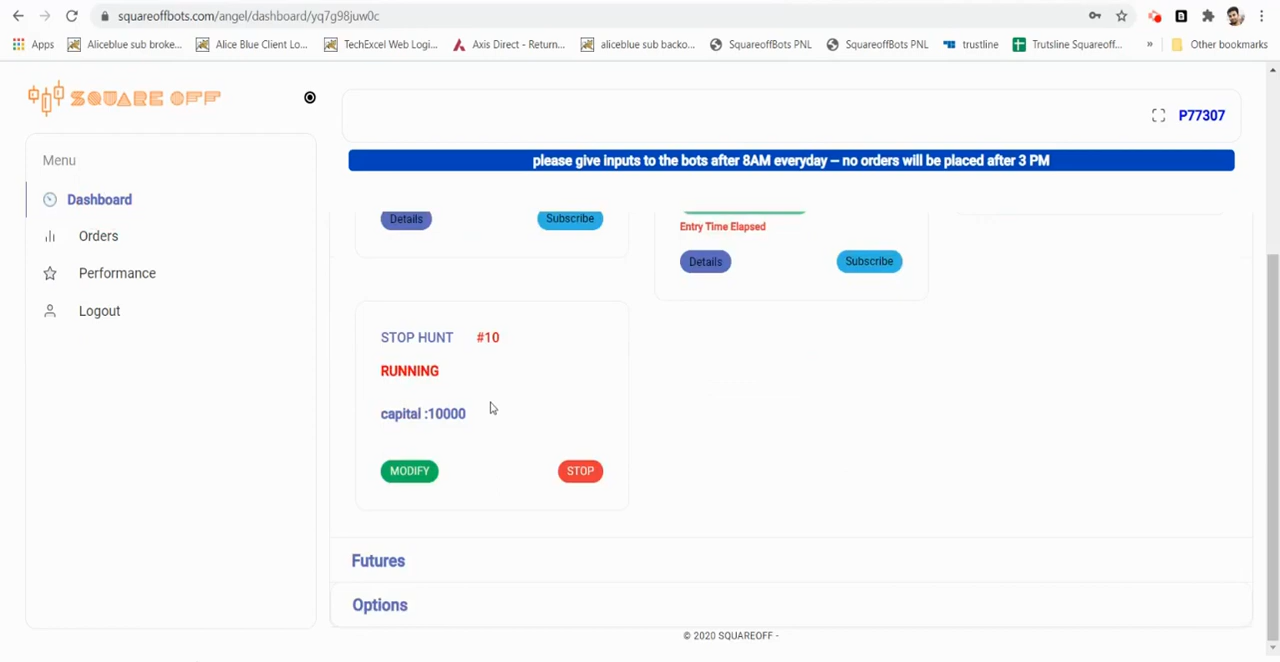 squareoffbots.com/angel/dashboard/yq7g98juw0c
Apps
Aliceblue sub broke...
Alice Blue Client Lo...
TechExcel Web Logi...
Axis Direct - Return...
aliceblue sub backo...
SquareoffBots PNL
SquareoffBots PNL
trustline
Trutsline Squareoff...
»
Other bookmarks
SQUARE OFF
P77307
please give inputs to the bots after 8AM everyday – no orders will be placed after 3 PM
Menu
Dashboard
Orders
Performance
Logout
Details
Subscribe
Entry Time Elapsed
Details
Subscribe
STOP HUNT #10
RUNNING
capital :10000
MODIFY
STOP
Futures
Options
© 2020 SQUAREOFF -